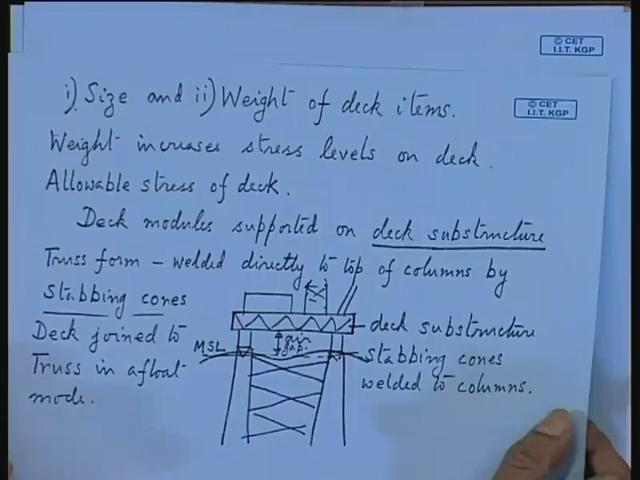 © CET
I.I.T. KGP
© CET
I.I.T. KGP
i) Size and ii) Weight of deck items.
Weight increases stress levels on deck.
Allowable stress of deck.
Deck modules supported on deck substructure
Truss form - welded directly to top of columns by
stabbing cones
Deck joined to
Truss in afloat
mode.
deck substructure
MSL
gap.
stabbing cones
welded to columns.